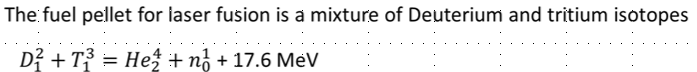 The fuel pellet for laser fusion is a mixture of Deuterium and tritium isotopes
D₁² + T₁³ = He₂⁴ + n₀¹ + 17.6 MeV